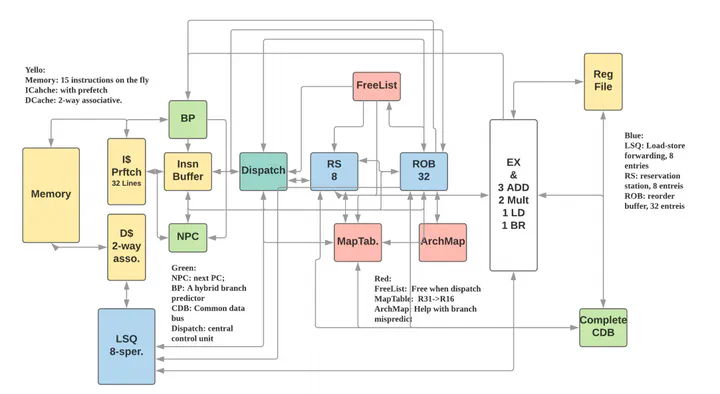 Yello:
Memory: 15 instructions on the fly
ICahche: with prefetch
DCache: 2-way associative.
Memory
I$
Prftch
32 Lines
D$
2-way
asso.
LSQ
8-sper.
BP
Insn
Buffer
NPC
Green:
NPC: next PC;
BP: A hybrid branch
predictor
CDB: Common data
bus
Dispatch: central
control unit
Dispatch
FreeList
RS
8
ROB
32
MapTab.
ArchMap
Red:
FreeList: Free when dispatch
MapTable: R31->R16
ArchMap: Help with branch
mispredict
EX
&
3 ADD
2 Mult
1 LD
1 BR
Reg
File
Blue:
LSQ: Load-store
forwarding, 8
entries
RS: reservation
station, 8 entreis
ROB: reorder
buffer, 32 entreis
Complete
CDB